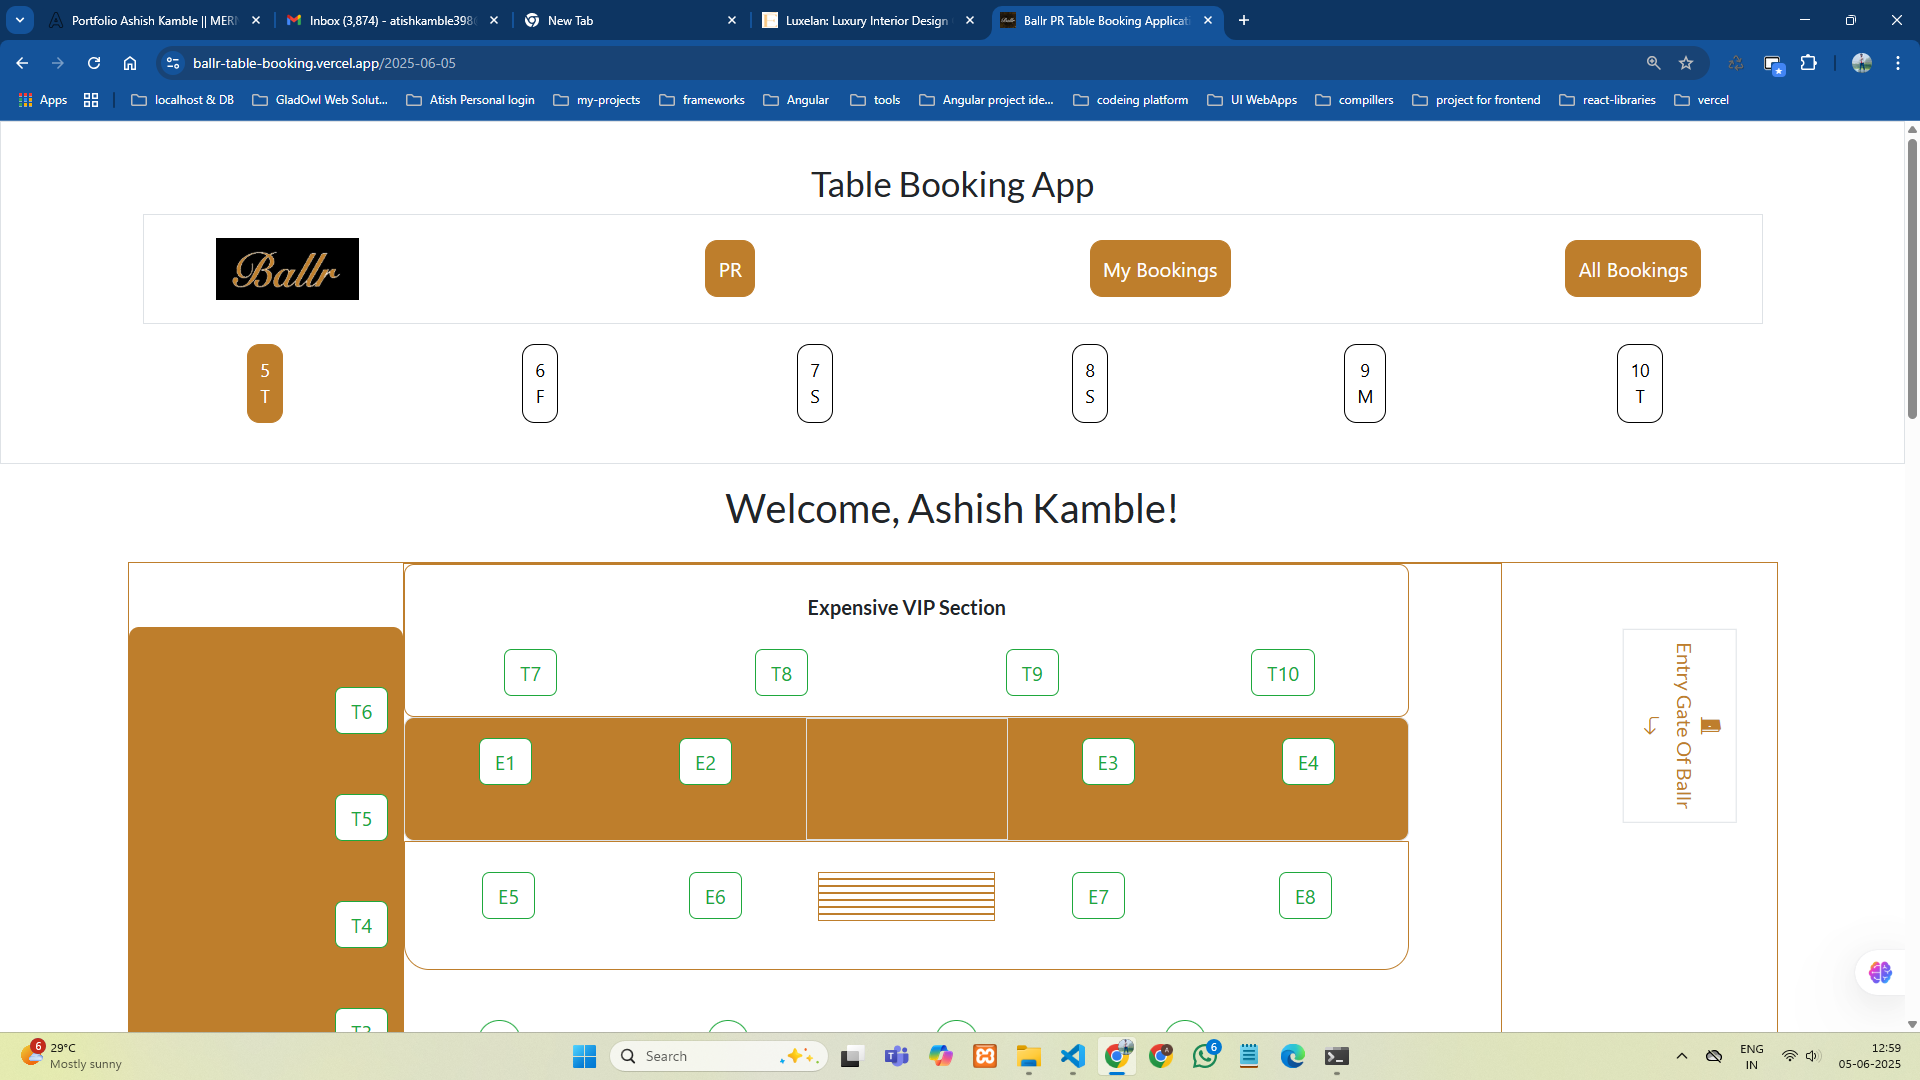 Portfolio Ashish Kamble || MERN
Inbox (3,874) - atishkamble398@
New Tab
Luxelan: Luxury Interior Design
Ballr PR Table Booking Applicati
ballr-table-booking.vercel.app/2025-06-05
Apps
localhost & DB
GladOwl Web Solut...
Atish Personal login
my-projects
frameworks
Angular
tools
Angular project ide...
codeing platform
UI WebApps
compillers
project for frontend
react-libraries
vercel
Table Booking App
Ballr
PR
My Bookings
All Bookings
5
T
6
F
7
S
8
S
9
M
10
T
Welcome, Ashish Kamble!
Expensive VIP Section
T7
T8
T9
T10
T6
E1
E2
E3
E4
Entry Gate Of Ballr
T5
E5
E6
E7
E8
T4
T3
6
29°C
Mostly sunny
Search
6
ENG
IN
12:59
05-06-2025